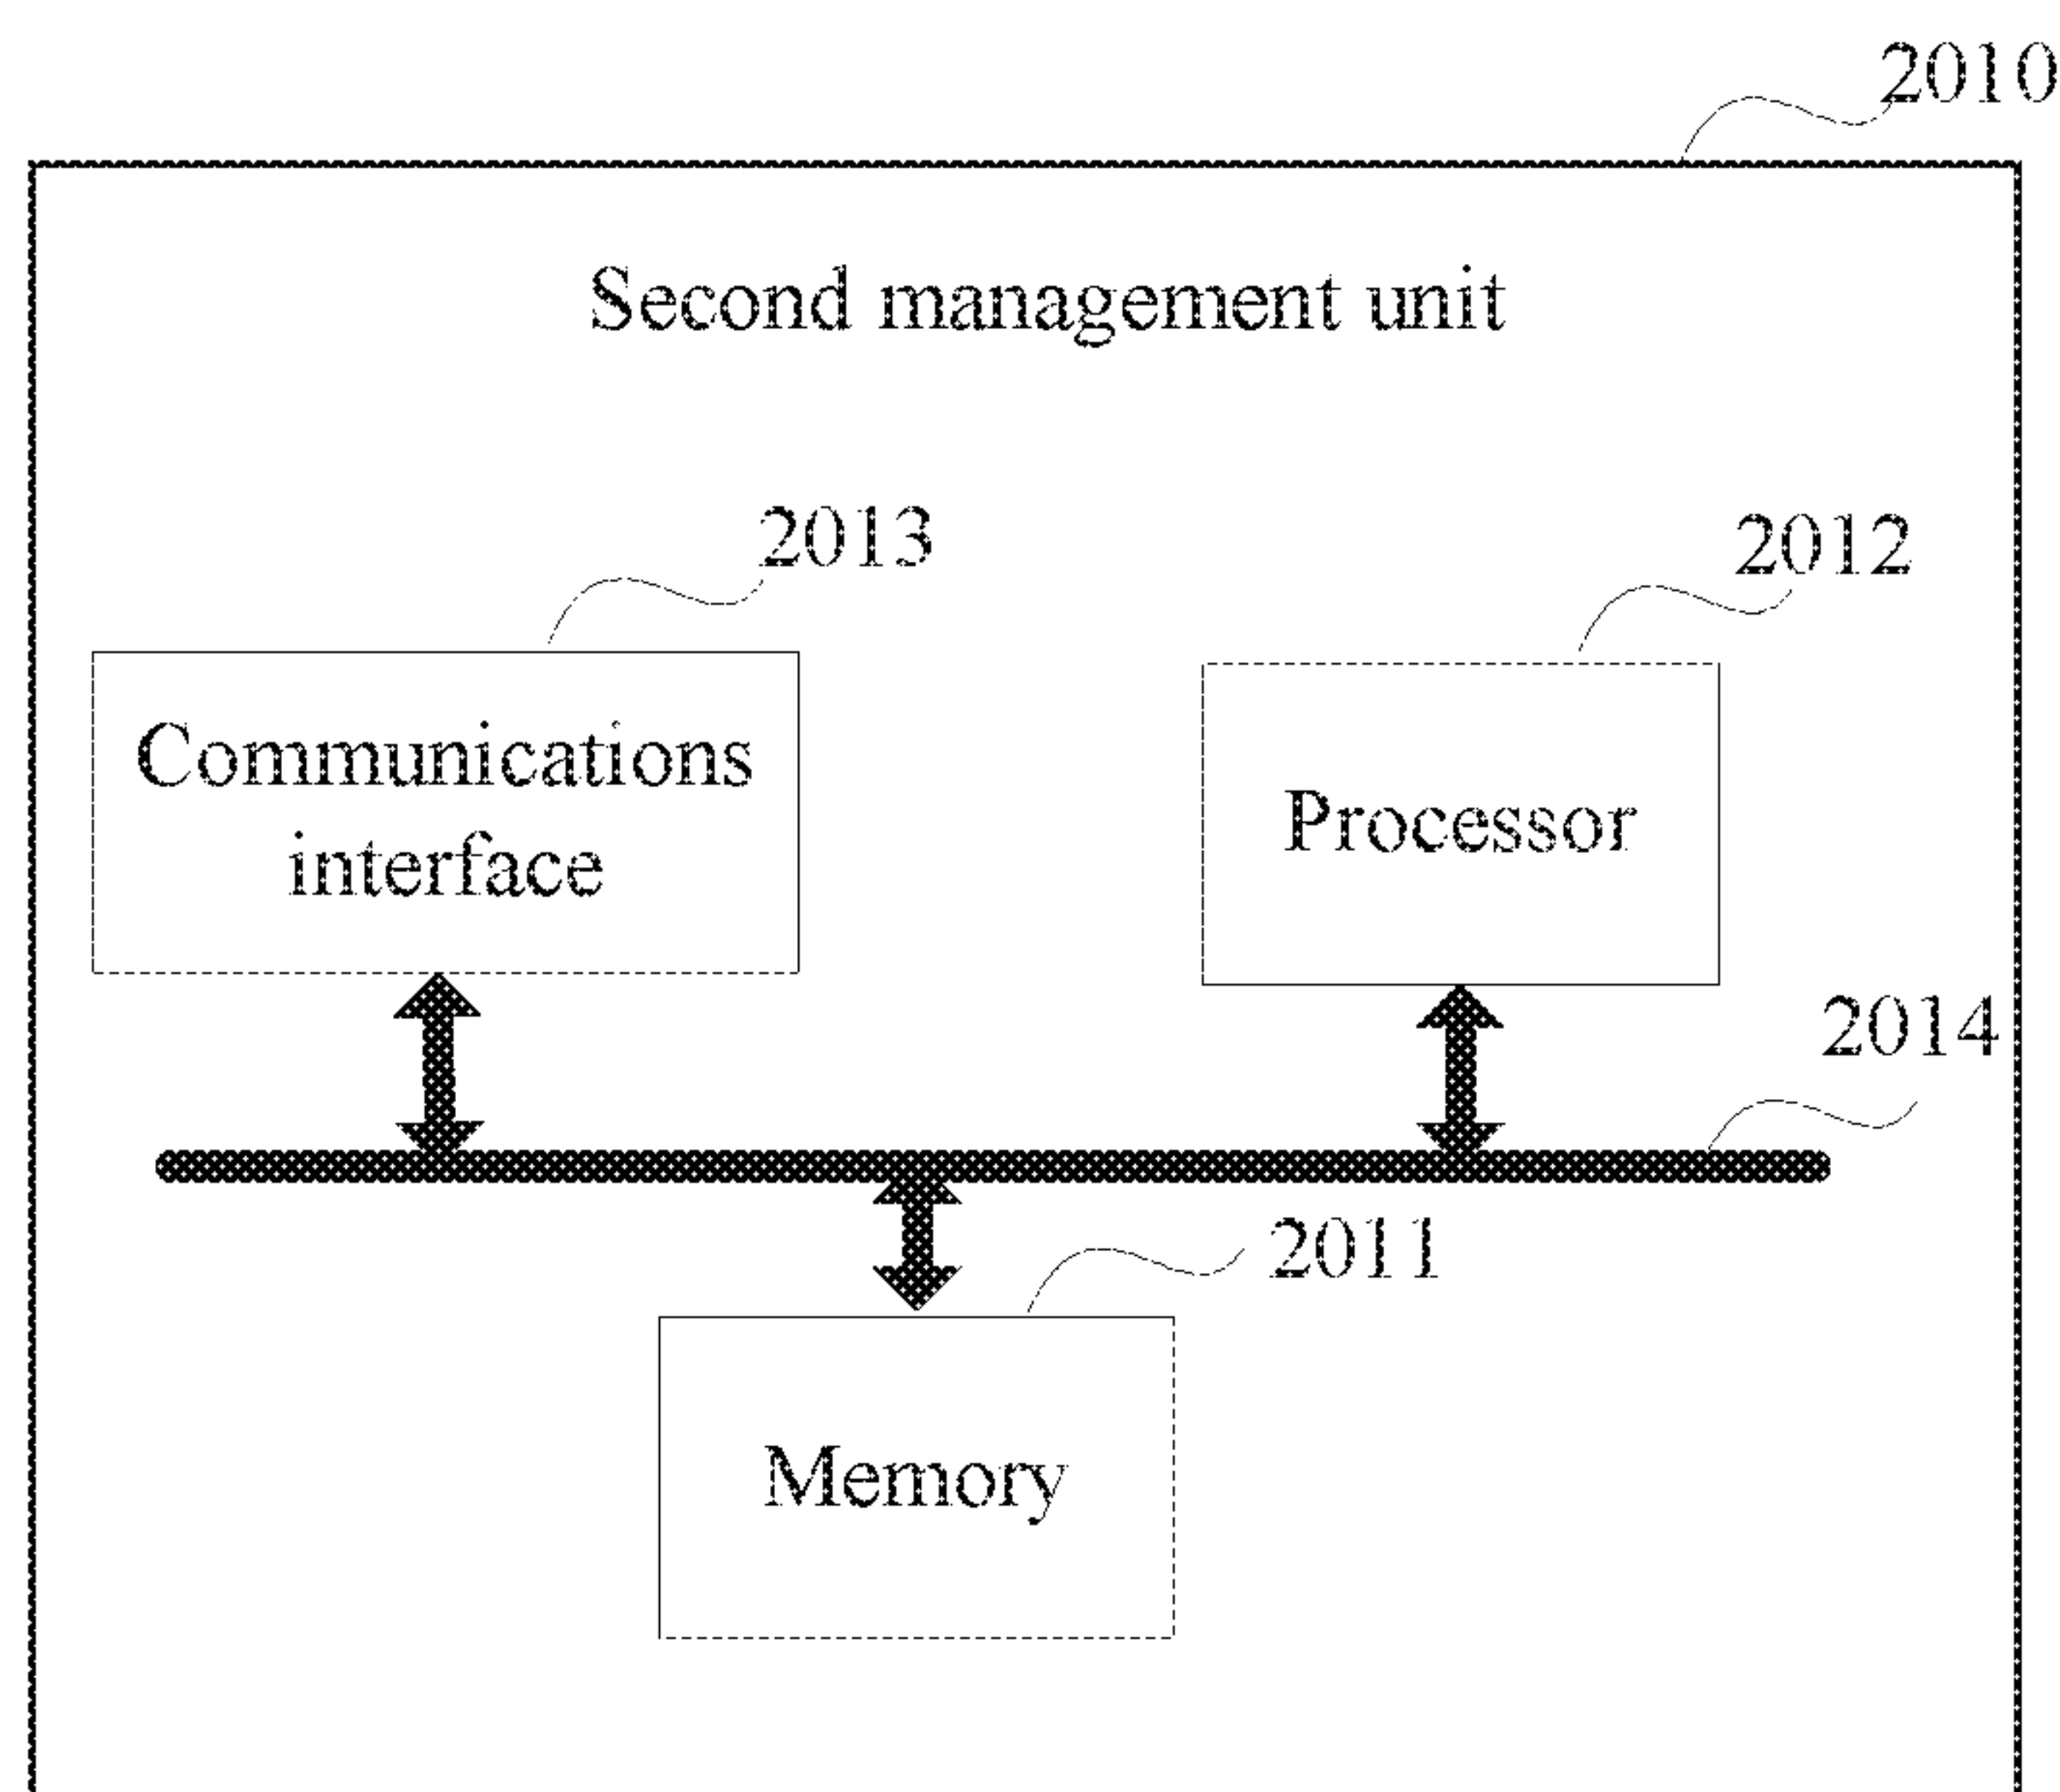 2010
Second management unit
2013
2012
Communications
interface
Processor
2014
2011
Memory